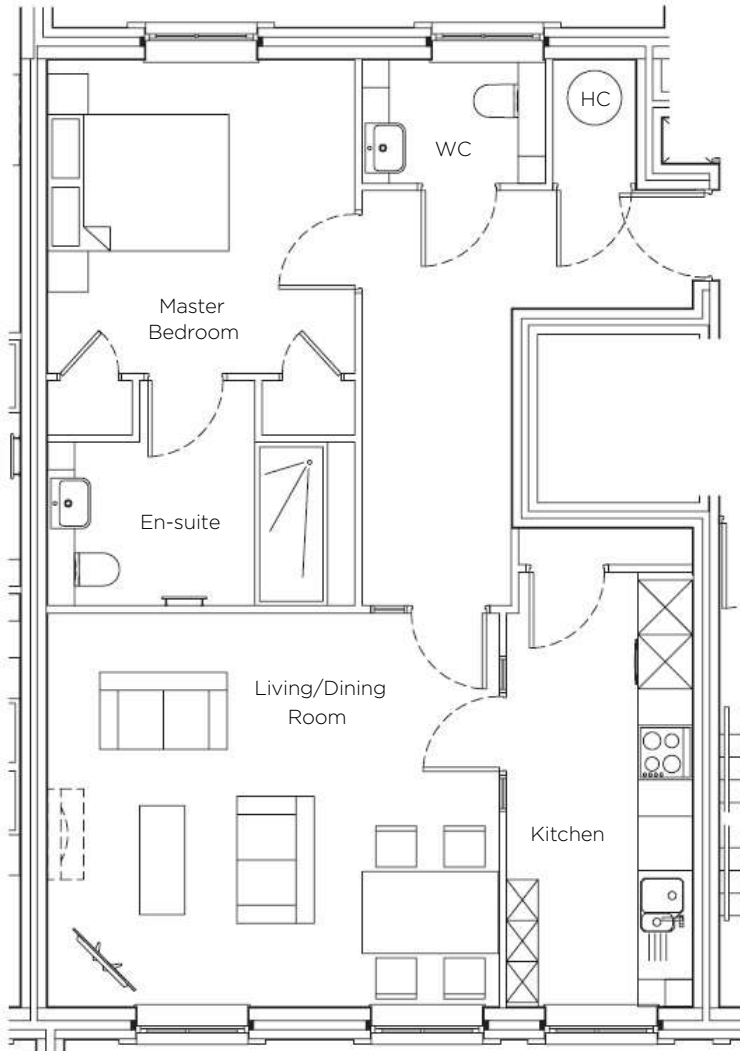 HC
WC
Master
Bedroom
En-suite
Living/Dining
Room
Kitchen